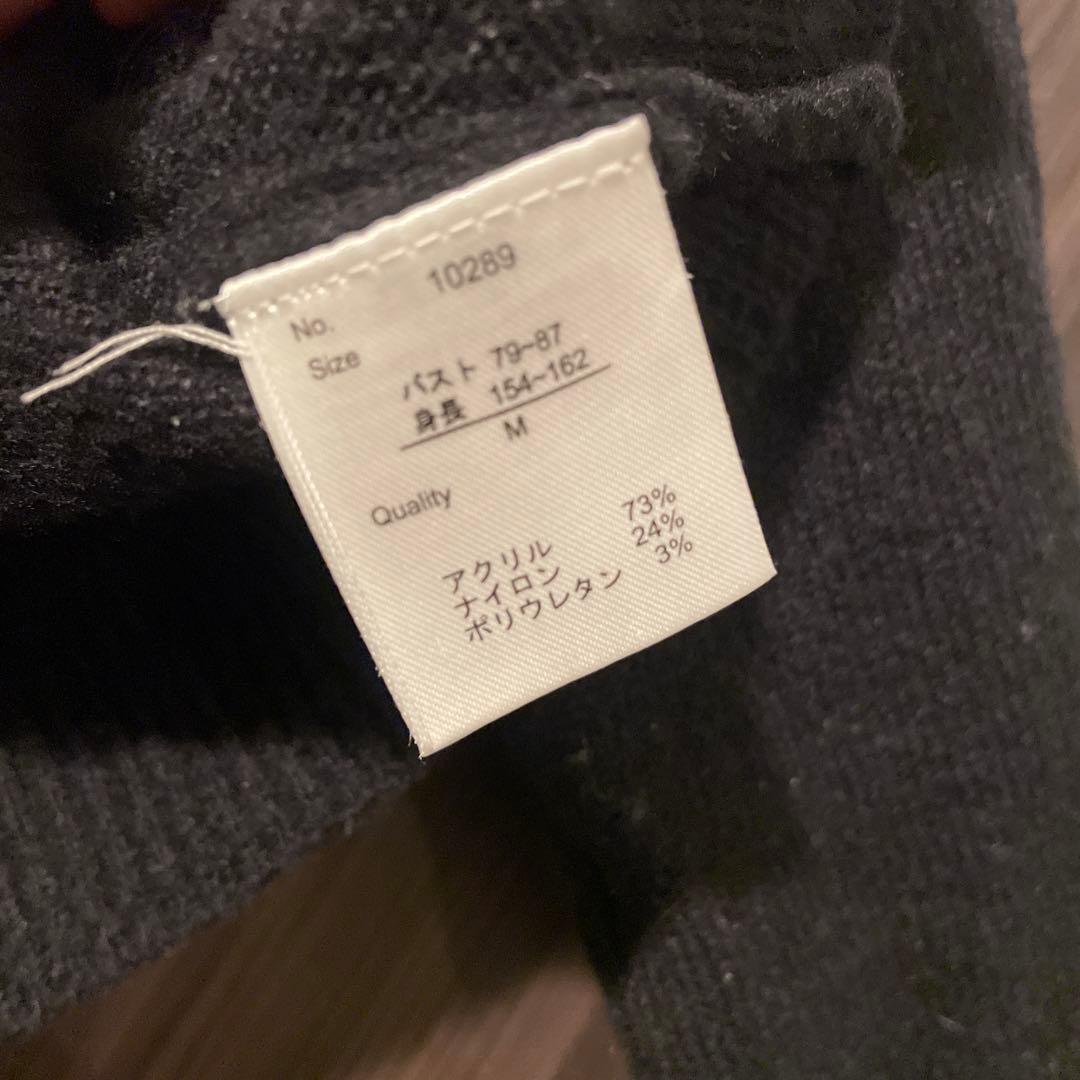 No. 10289
Size
バスト 79~87
身長 154~162
M
Quality
アクリル 73%
ナイロン 24%
ポリウレタン 3%